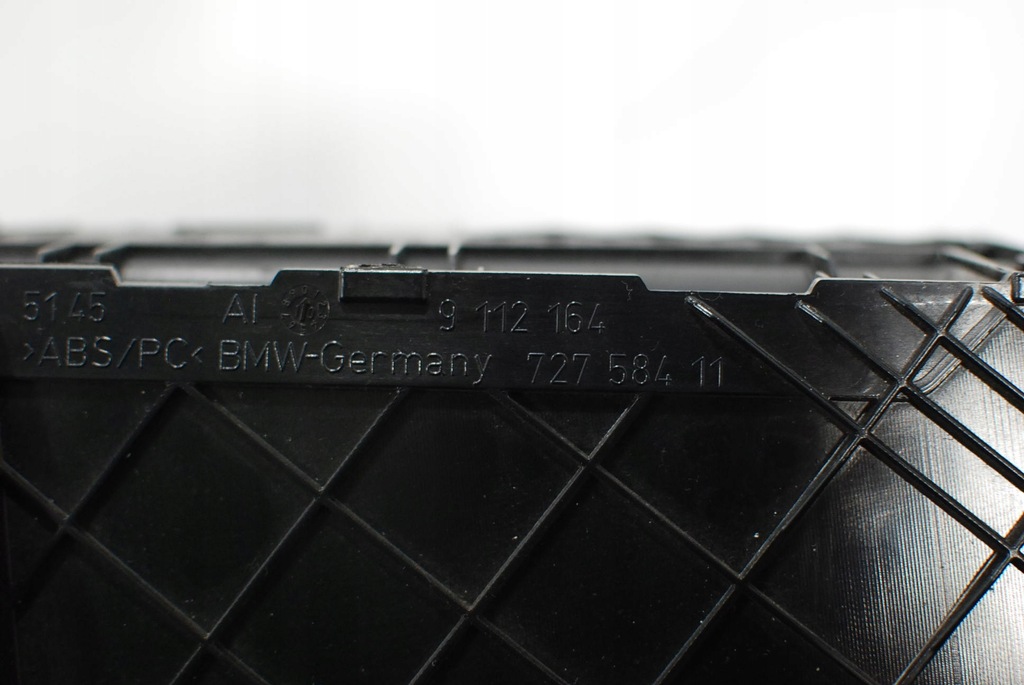 51.45 AI 9 112 164
>ABS/PC< BMW-Germany 727 584 11